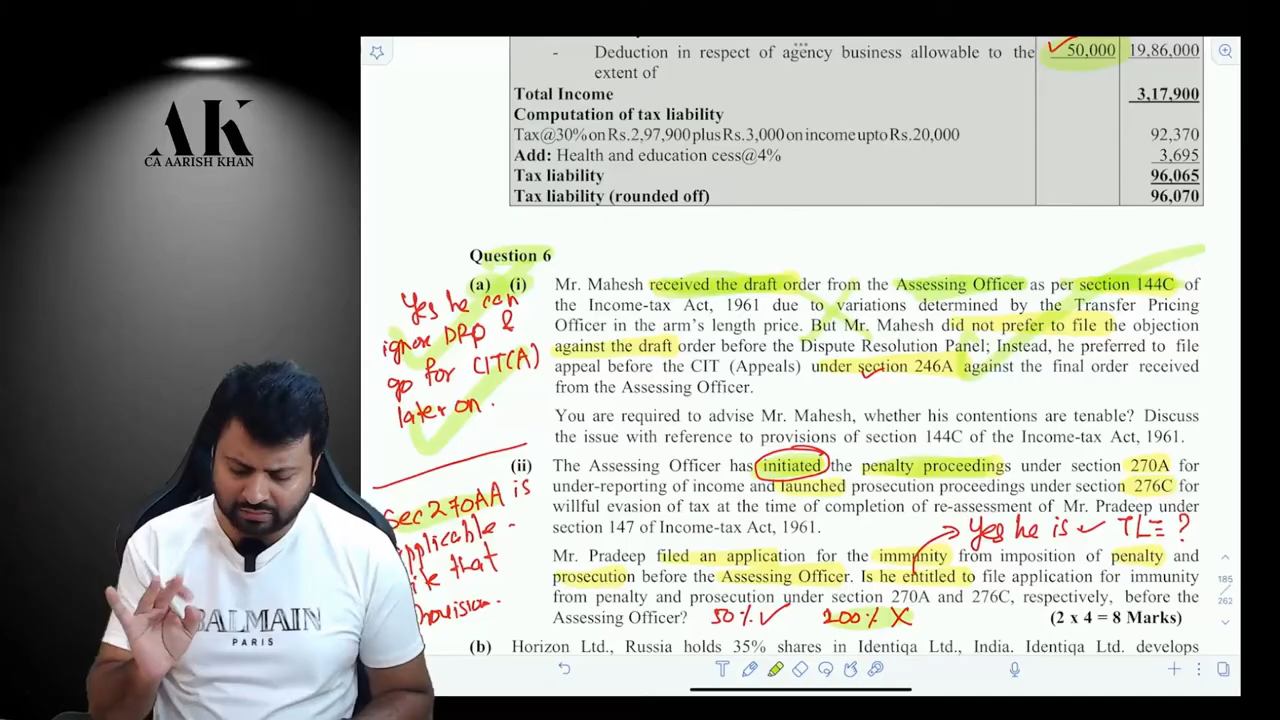 AK
CA AARISH KHAN
BALMAIN
PARIS
- Deduction in respect of agency business allowable to the 50,000 19,86,000
extent of
Total Income 3,17,900
Computation of tax liability
Tax@30% on Rs.2,97,900 plus Rs.3,000 on income upto Rs.20,000 92,370
Add: Health and education cess@4% 3,695
Tax liability 96,065
Tax liability (rounded off) 96,070
Question 6
(a) (i) Mr. Mahesh received the draft order from the Assessing Officer as per section 144C of
the Income-tax Act, 1961 due to variations determined by the Transfer Pricing
Officer in the arm's length price. But Mr. Mahesh did not prefer to file the objection
against the draft order before the Dispute Resolution Panel; Instead, he preferred to file
appeal before the CIT (Appeals) under section 246A against the final order received
from the Assessing Officer.
Yes he can
ignore DRP &
go for CIT(A)
later on.
You are required to advise Mr. Mahesh, whether his contentions are tenable? Discuss
the issue with reference to provisions of section 144C of the Income-tax Act, 1961.
(ii) The Assessing Officer has initiated the penalty proceedings under section 270A for
under-reporting of income and launched prosecution proceedings under section 276C for
willful evasion of tax at the time of completion of re-assessment of Mr. Pradeep under
section 147 of Income-tax Act, 1961.
Sec 270AA is
that
Yes he is TL= ?
Mr. Pradeep filed an application for the immunity from imposition of penalty and
prosecution before the Assessing Officer. Is he entitled to file application for immunity
from penalty and prosecution under section 270A and 276C, respectively, before the
Assessing Officer? 50% 200% X (2 x 4 = 8 Marks)
(b) Horizon Ltd., Russia holds 35% shares in Identiqa Ltd., India. Identiqa Ltd. develops
185
262